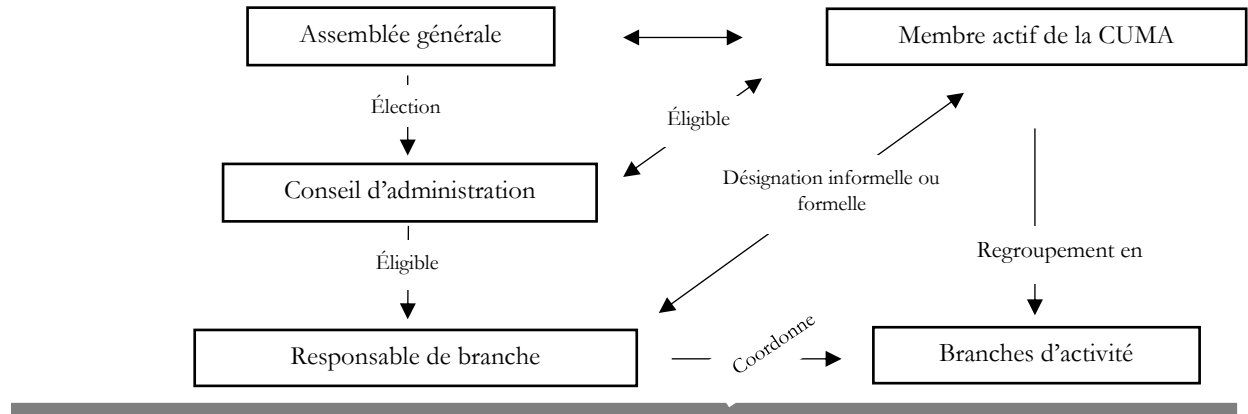 Assemblée générale
Membre actif de la CUMA
Élection
Éligible
Conseil d'administration
Désignation informelle ou
formelle
Éligible
Regroupement en
Responsable de branche
Coordonne
Branches d'activité